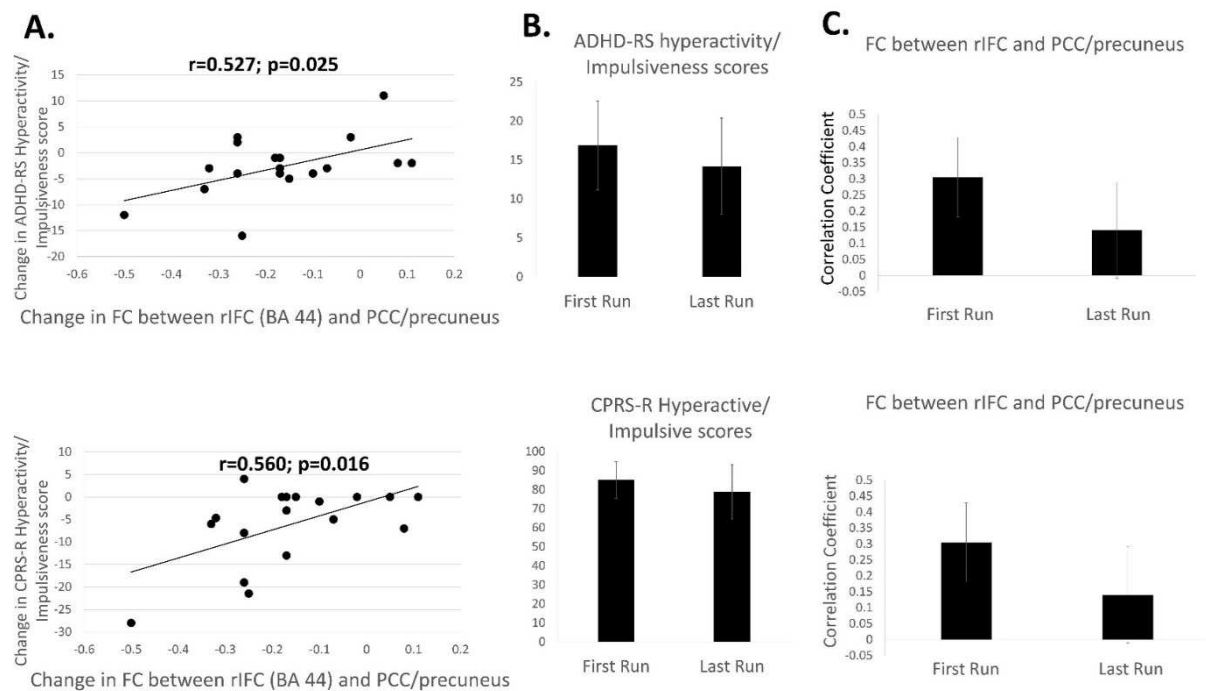 A.
r=0.527; p=0.025
Change in ADHD-RS Hyperactivity/
Impulsiveness score
15
10
5
0
-5
-10
-15
-20
-0.6 -0.5 -0.4 -0.3 -0.2 -0.1 0 0.1 0.2
Change in FC between rIFC (BA 44) and PCC/precuneus
B.
ADHD-RS hyperactivity/
Impulsiveness scores
25
20
15
10
5
0
First Run Last Run
C.
FC between rIFC and PCC/precuneus
Correlation Coefficient
0.5
0.45
0.4
0.35
0.3
0.25
0.2
0.15
0.1
0.05
0
-0.05
First Run Last Run
r=0.560; p=0.016
Change in CPRS-R Hyperactivity/
Impulsiveness score
10
5
0
-5
-10
-15
-20
-25
-30
-0.6 -0.5 -0.4 -0.3 -0.2 -0.1 0 0.1 0.2
Change in FC between rIFC (BA 44) and PCC/precuneus
CPRS-R Hyperactive/
Impulsive scores
100
90
80
70
60
50
40
30
20
10
0
First Run Last Run
FC between rIFC and PCC/precuneus
Correlation Coefficient
0.5
0.45
0.4
0.35
0.3
0.25
0.2
0.15
0.1
0.05
0
0.05
First Run Last Run